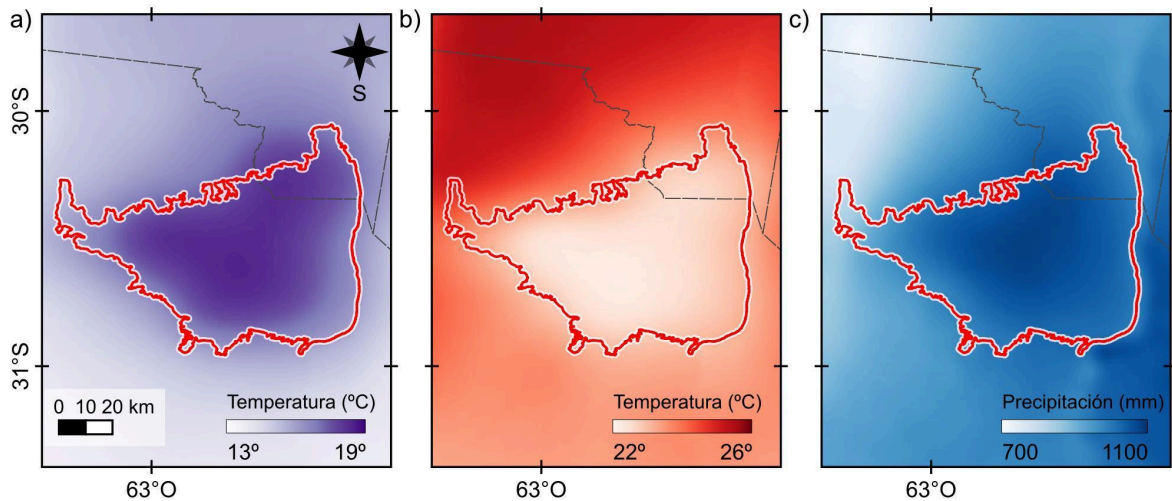 a)
b)
c)
S
30°S
31°S
0 10 20 km
Temperatura (ºC)
13º 19º
Temperatura (ºC)
22º 26º
Precipitación (mm)
700 1100
63°O
63°O
63°O